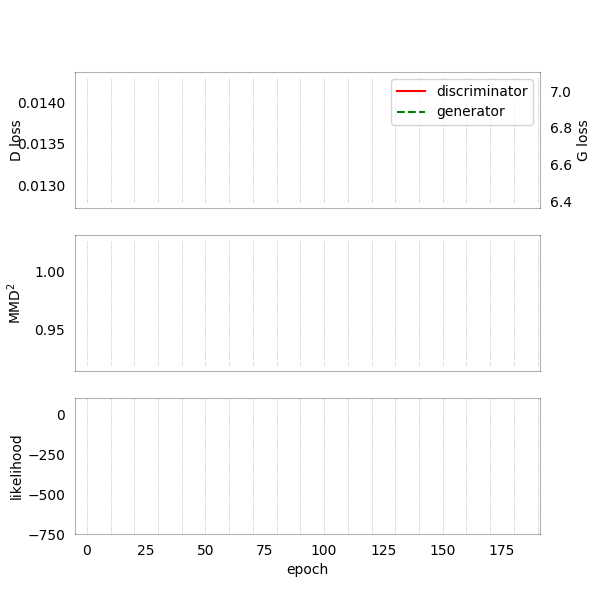 discriminator
generator
D loss
0.0140
0.0135
0.0130
G loss
7.0
6.8
6.6
6.4
MMD²
1.00
0.95
likelihood
0
−250
−500
−750
0 25 50 75 100 125 150 175
epoch